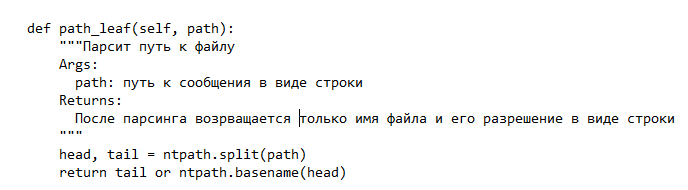 def path_leaf(self, path):
"""Парсит путь к файлу
Args:
path: путь к сообщения в виде строки
Returns:
После парсинга возрващается только имя файла и его разрешение в виде строки
"""
head, tail = ntpath.split(path)
return tail or ntpath.basename(head)